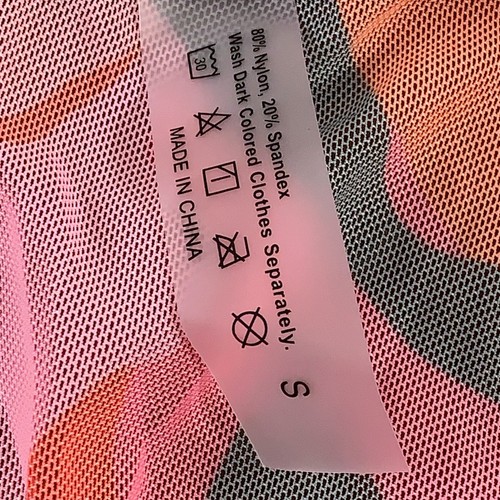 80% Nylon, 20% Spandex
Wash Dark Colored Clothes Separately.
30
MADE IN CHINA
S